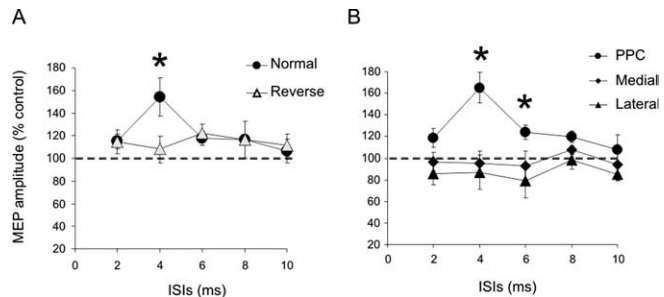 A
MEP amplitude (% control)
180
160
140
120
100
80
60
40
20
0 2 4 6 8 10
ISIs (ms)
*
Normal
Reverse
B
180
160
140
120
100
80
60
40
20
0 2 4 6 8 10
ISIs (ms)
*
*
PPC
Medial
Lateral